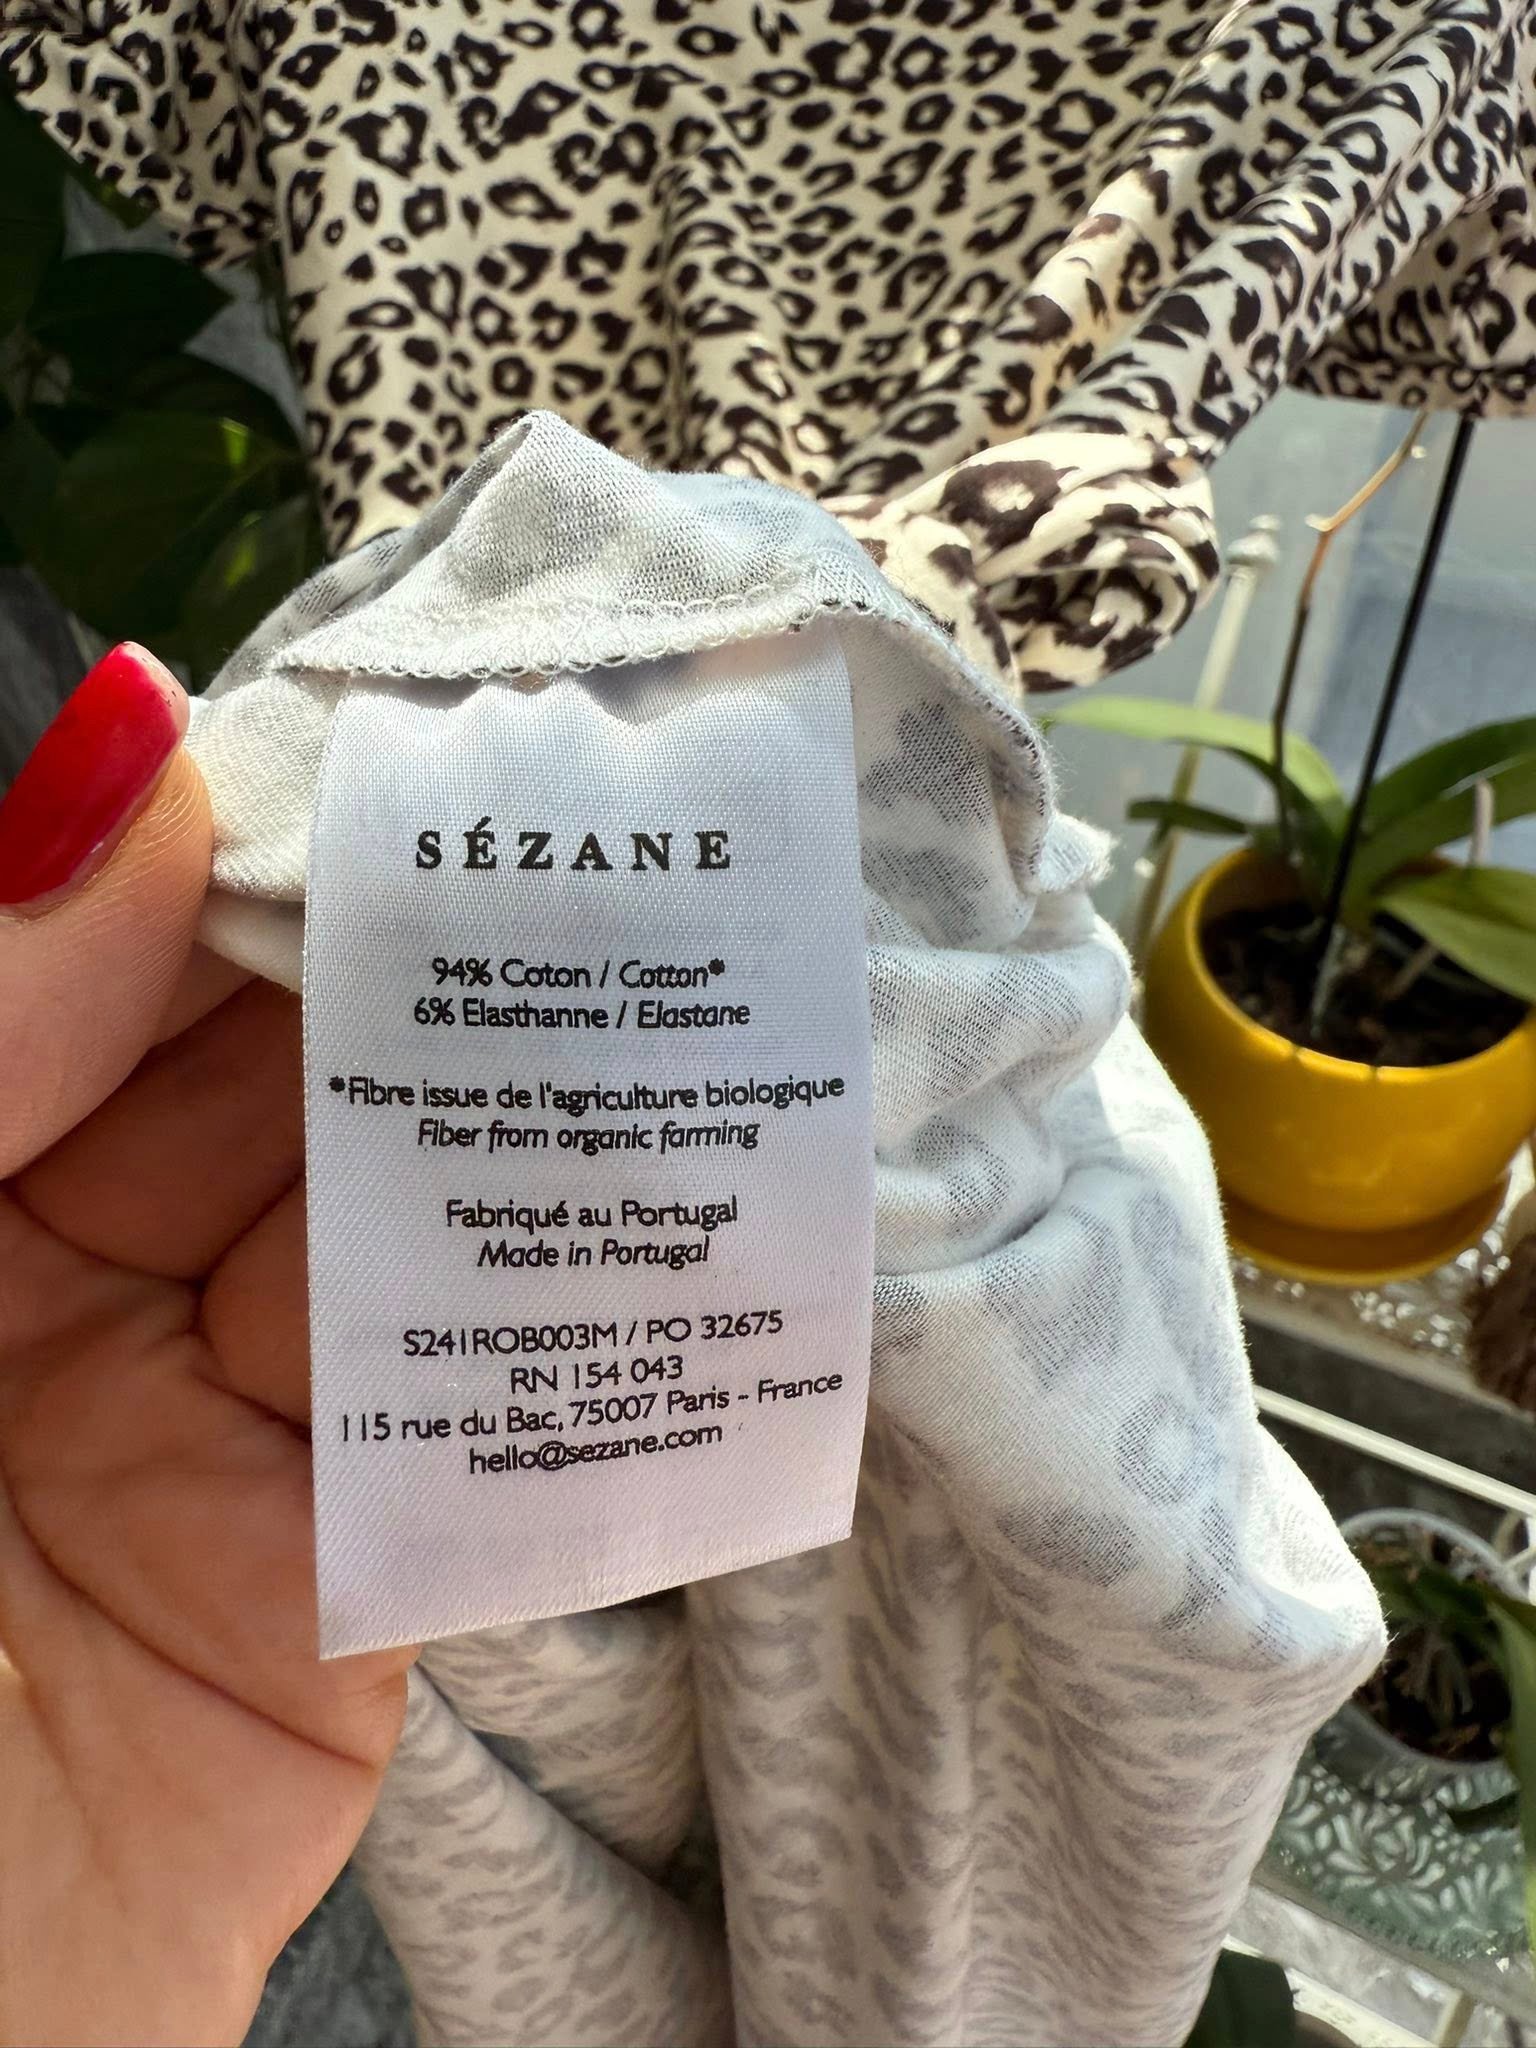 SÉZANE
94% Coton / Cotton*
6% Elasthanne / Elastane
*Fibre issue de l'agriculture biologique
Fiber from organic farming
Fabriqué au Portugal
Made in Portugal
S241ROB003M / PO 32675
RN 154 043
115 rue du Bac, 75007 Paris - France
hello@sezane.com